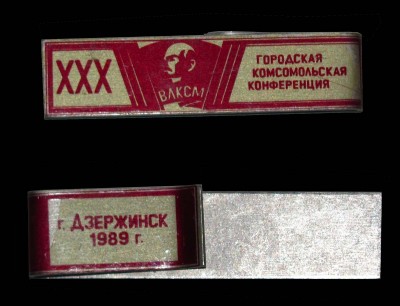 XXX
ВЛКСМ
ГОРОДСКАЯ
КОМСОМОЛЬСКАЯ
КОНФЕРЕНЦИЯ
г. ДЗЕРЖИНСК
1989 г.